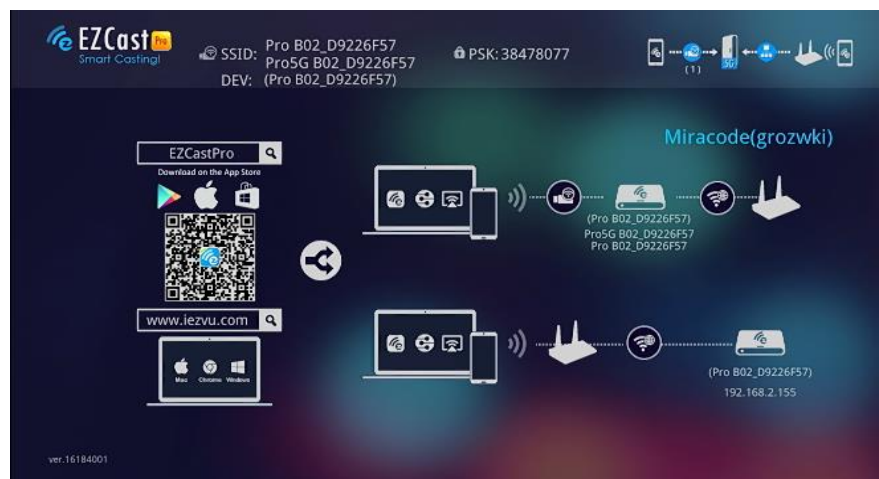 EZCast Pro
Smart Casting!
SSID: Pro B02_D9226F57
Pro5G B02_D9226F57
DEV: (Pro B02_D9226F57)
PSK: 38478077
5G
(1)
Miracode(grozwki)
EZCastPro
Download on the App Store
(Pro B02_D9226F57)
Pro5G B02_D9226F57
Pro B02_D9226F57
www.iezvu.com
Mac Chrome Windows
(Pro B02_D9226F57)
192.168.2.155
ver.16184001